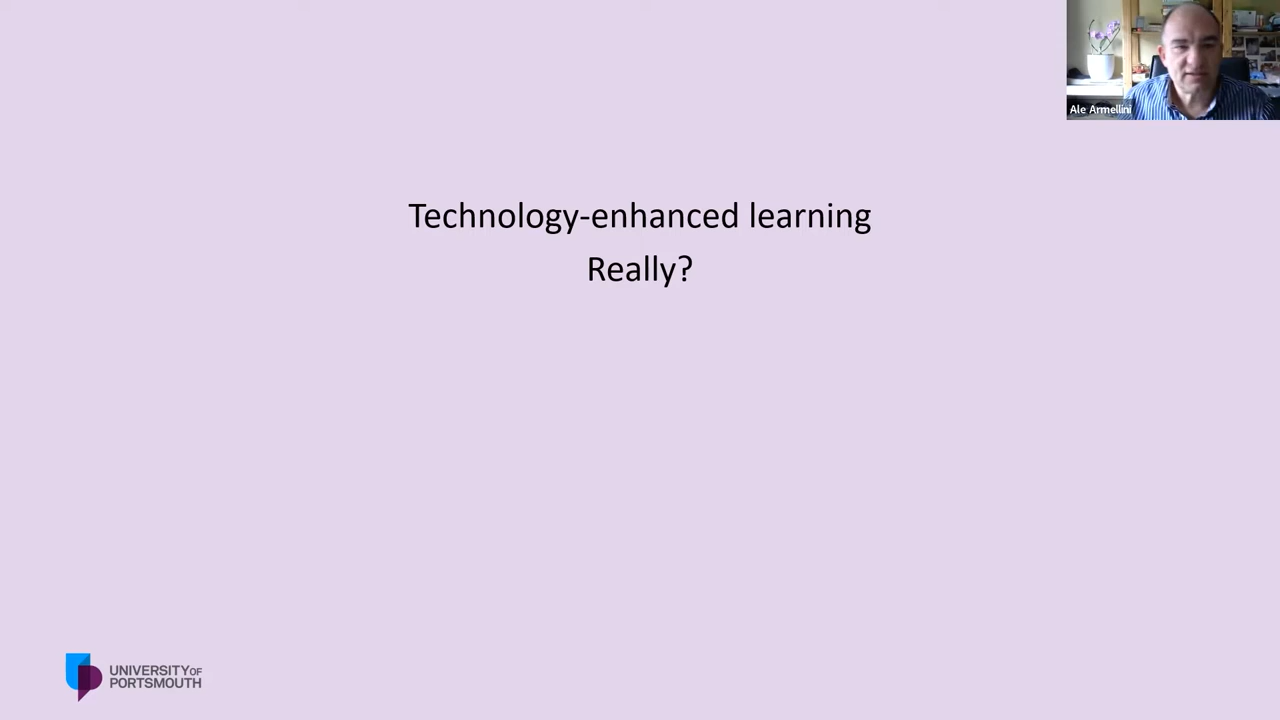 Ale Armellini
Technology-enhanced learning
Really?
UNIVERSITY OF
PORTSMOUTH